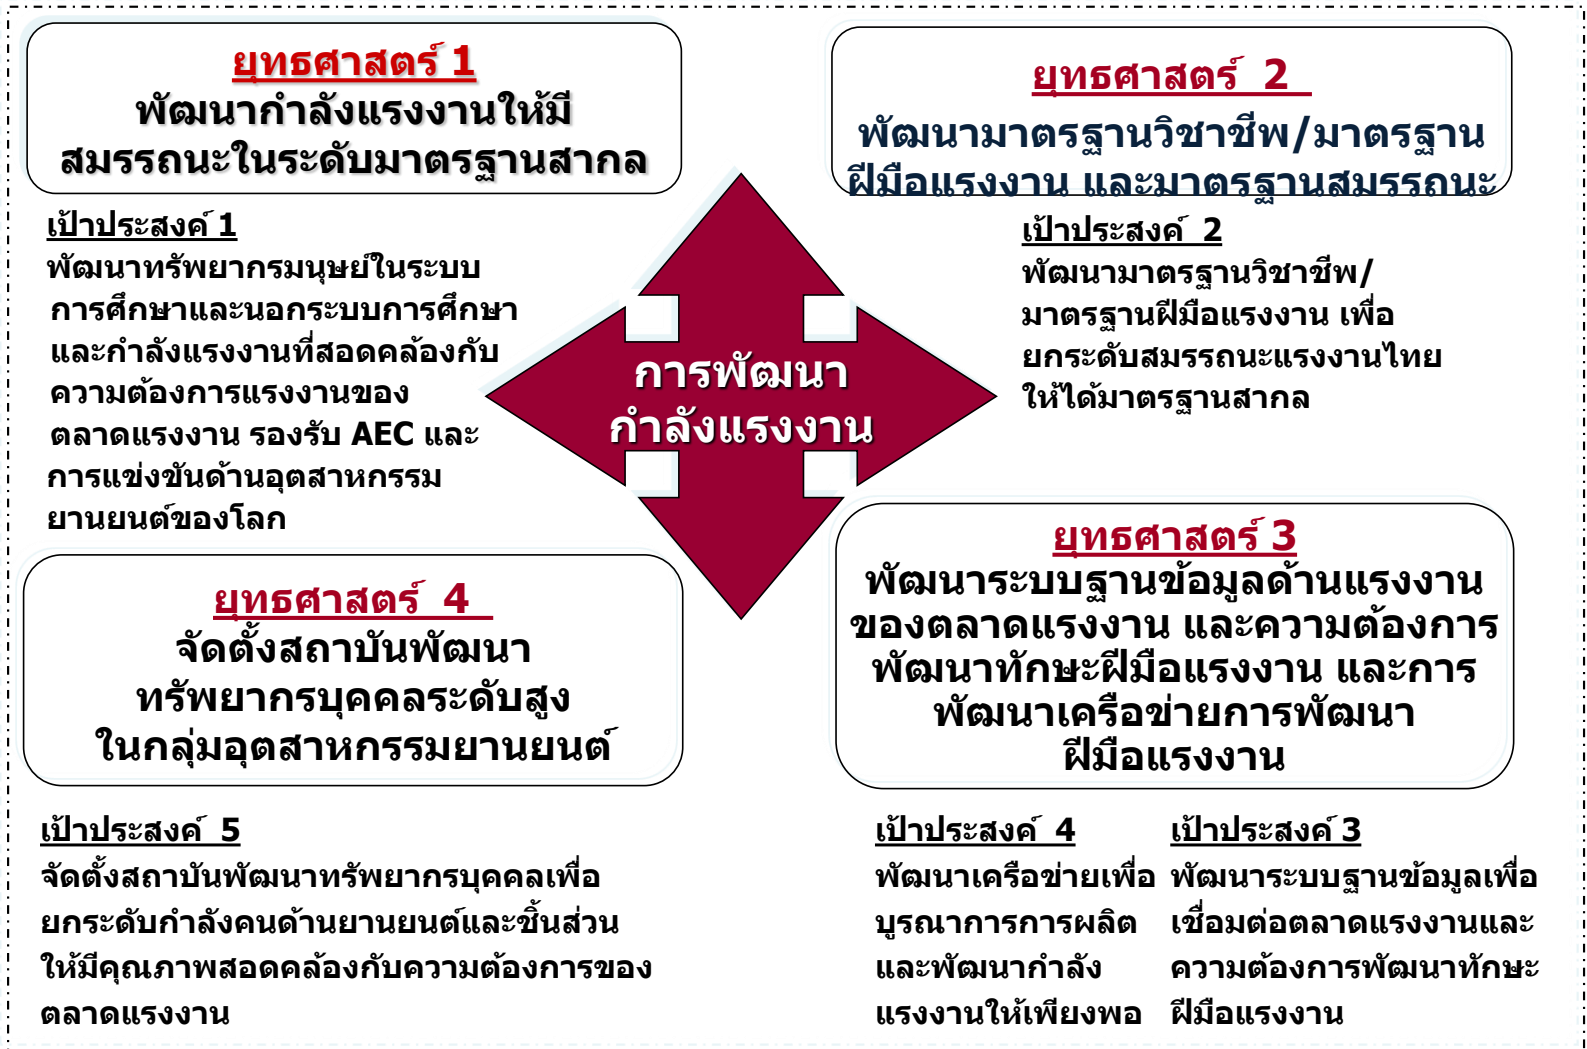 ยุทธศาสตร์ 1
พัฒนากำลังแรงงานให้มี
สมรรถนะในระดับมาตรฐานสากล
เป้าประสงค์ 1
พัฒนาทรัพยากรมนุษย์ในระบบ
การศึกษาและนอกระบบการศึกษา
และกำลังแรงงานที่สอดคล้องกับ
ความต้องการแรงงานของ
ตลาดแรงงาน รองรับ AEC และ
การแข่งขันด้านอุตสาหกรรม
ยานยนต์ของโลก
ยุทธศาสตร์ 2
พัฒนามาตรฐานวิชาชีพ/มาตรฐาน
ฝีมือแรงงาน และมาตรฐานสมรรถนะ
เป้าประสงค์ 2
พัฒนามาตรฐานวิชาชีพ/
มาตรฐานฝีมือแรงงาน เพื่อ
ยกระดับสมรรถนะแรงงานไทย
ให้ได้มาตรฐานสากล
การพัฒนา
กำลังแรงงาน
ยุทธศาสตร์ 4
จัดตั้งสถาบันพัฒนา
ทรัพยากรบุคคลระดับสูง
ในกลุ่มอุตสาหกรรมยานยนต์
เป้าประสงค์ 5
จัดตั้งสถาบันพัฒนาทรัพยากรบุคคลเพื่อ
ยกระดับกำลังคนด้านยานยนต์และชิ้นส่วน
ให้มีคุณภาพสอดคล้องกับความต้องการของ
ตลาดแรงงาน
ยุทธศาสตร์ 3
พัฒนาระบบฐานข้อมูลด้านแรงงาน
ของตลาดแรงงาน และความต้องการ
พัฒนาทักษะฝีมือแรงงาน และการ
พัฒนาเครือข่ายการพัฒนา
ฝีมือแรงงาน
เป้าประสงค์ 4
พัฒนาเครือข่ายเพื่อ
บูรณาการการผลิต
และพัฒนากำลัง
แรงงานให้เพียงพอ
เป้าประสงค์ 3
พัฒนาระบบฐานข้อมูลเพื่อ
เชื่อมต่อตลาดแรงงานและ
ความต้องการพัฒนาทักษะ
ฝีมือแรงงาน